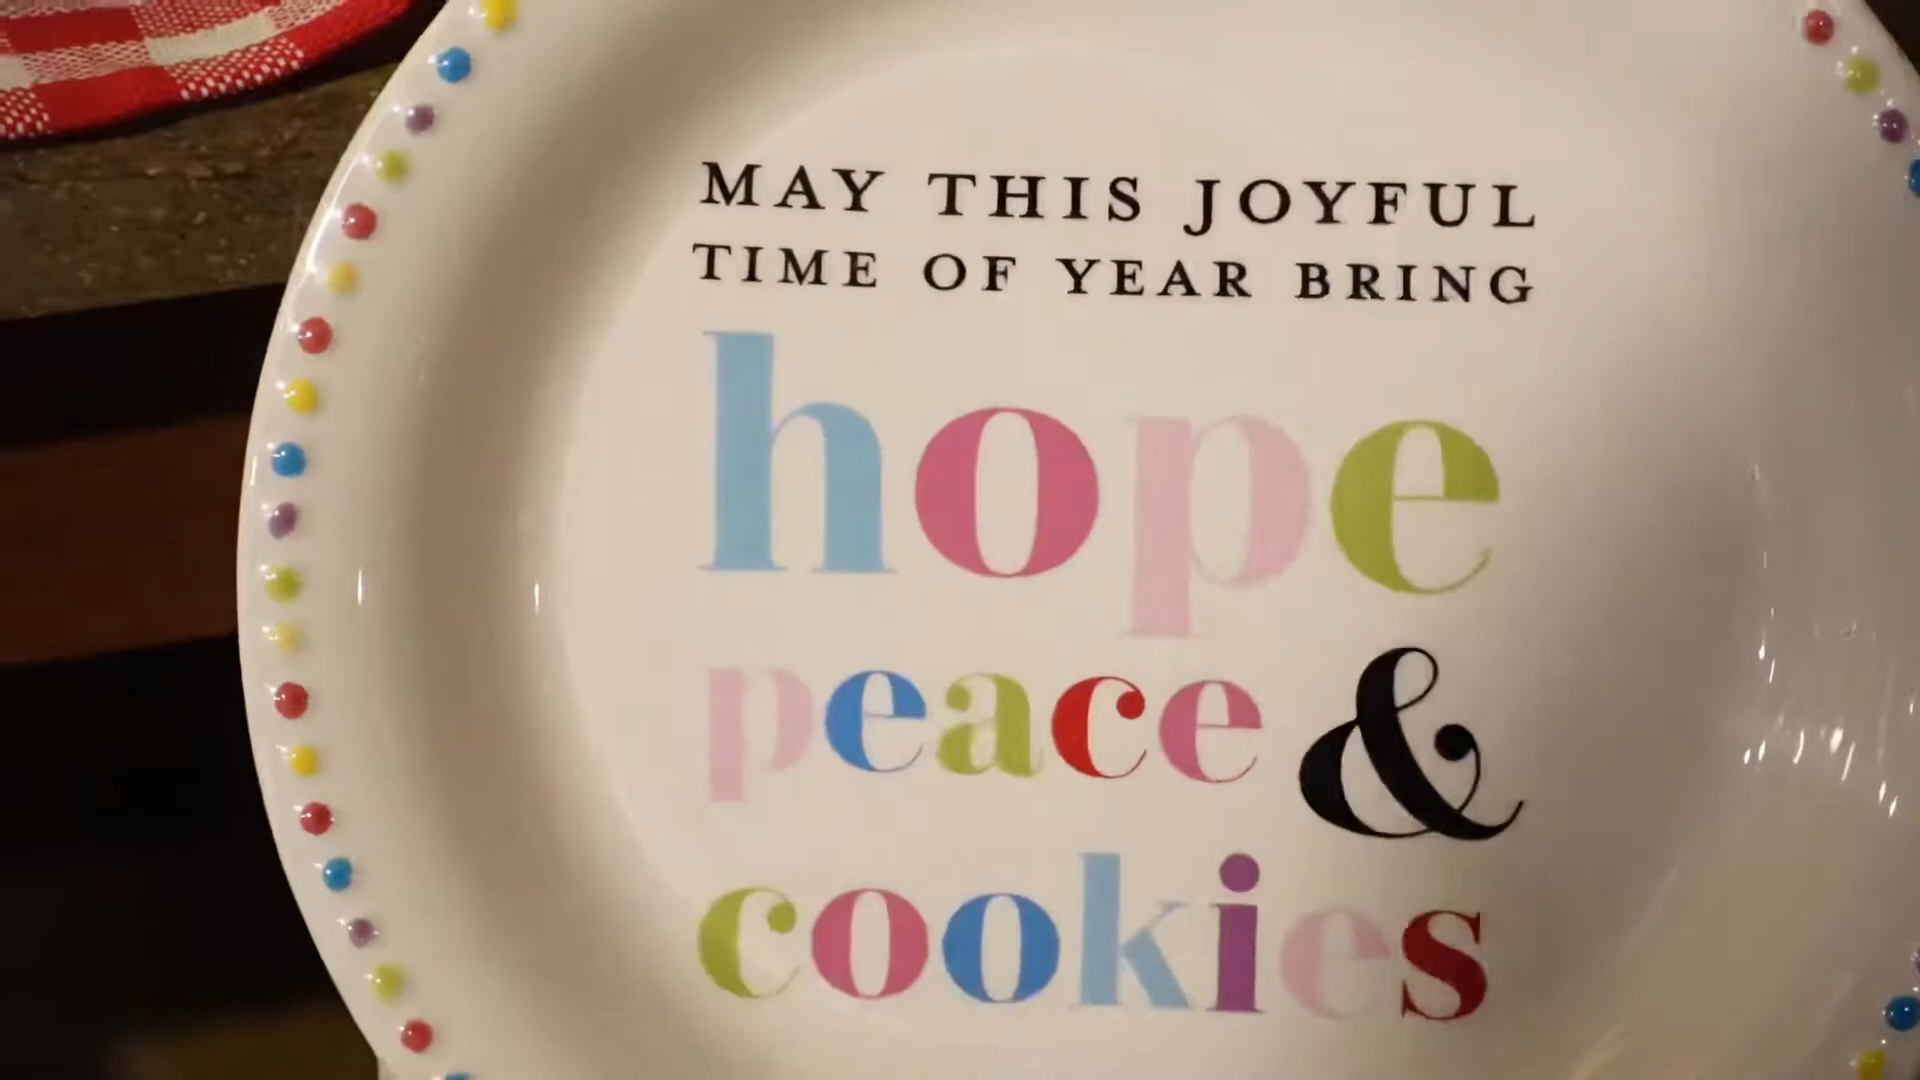 MAY THIS JOYFUL
TIME OF YEAR BRING
hope
peace &
cookies